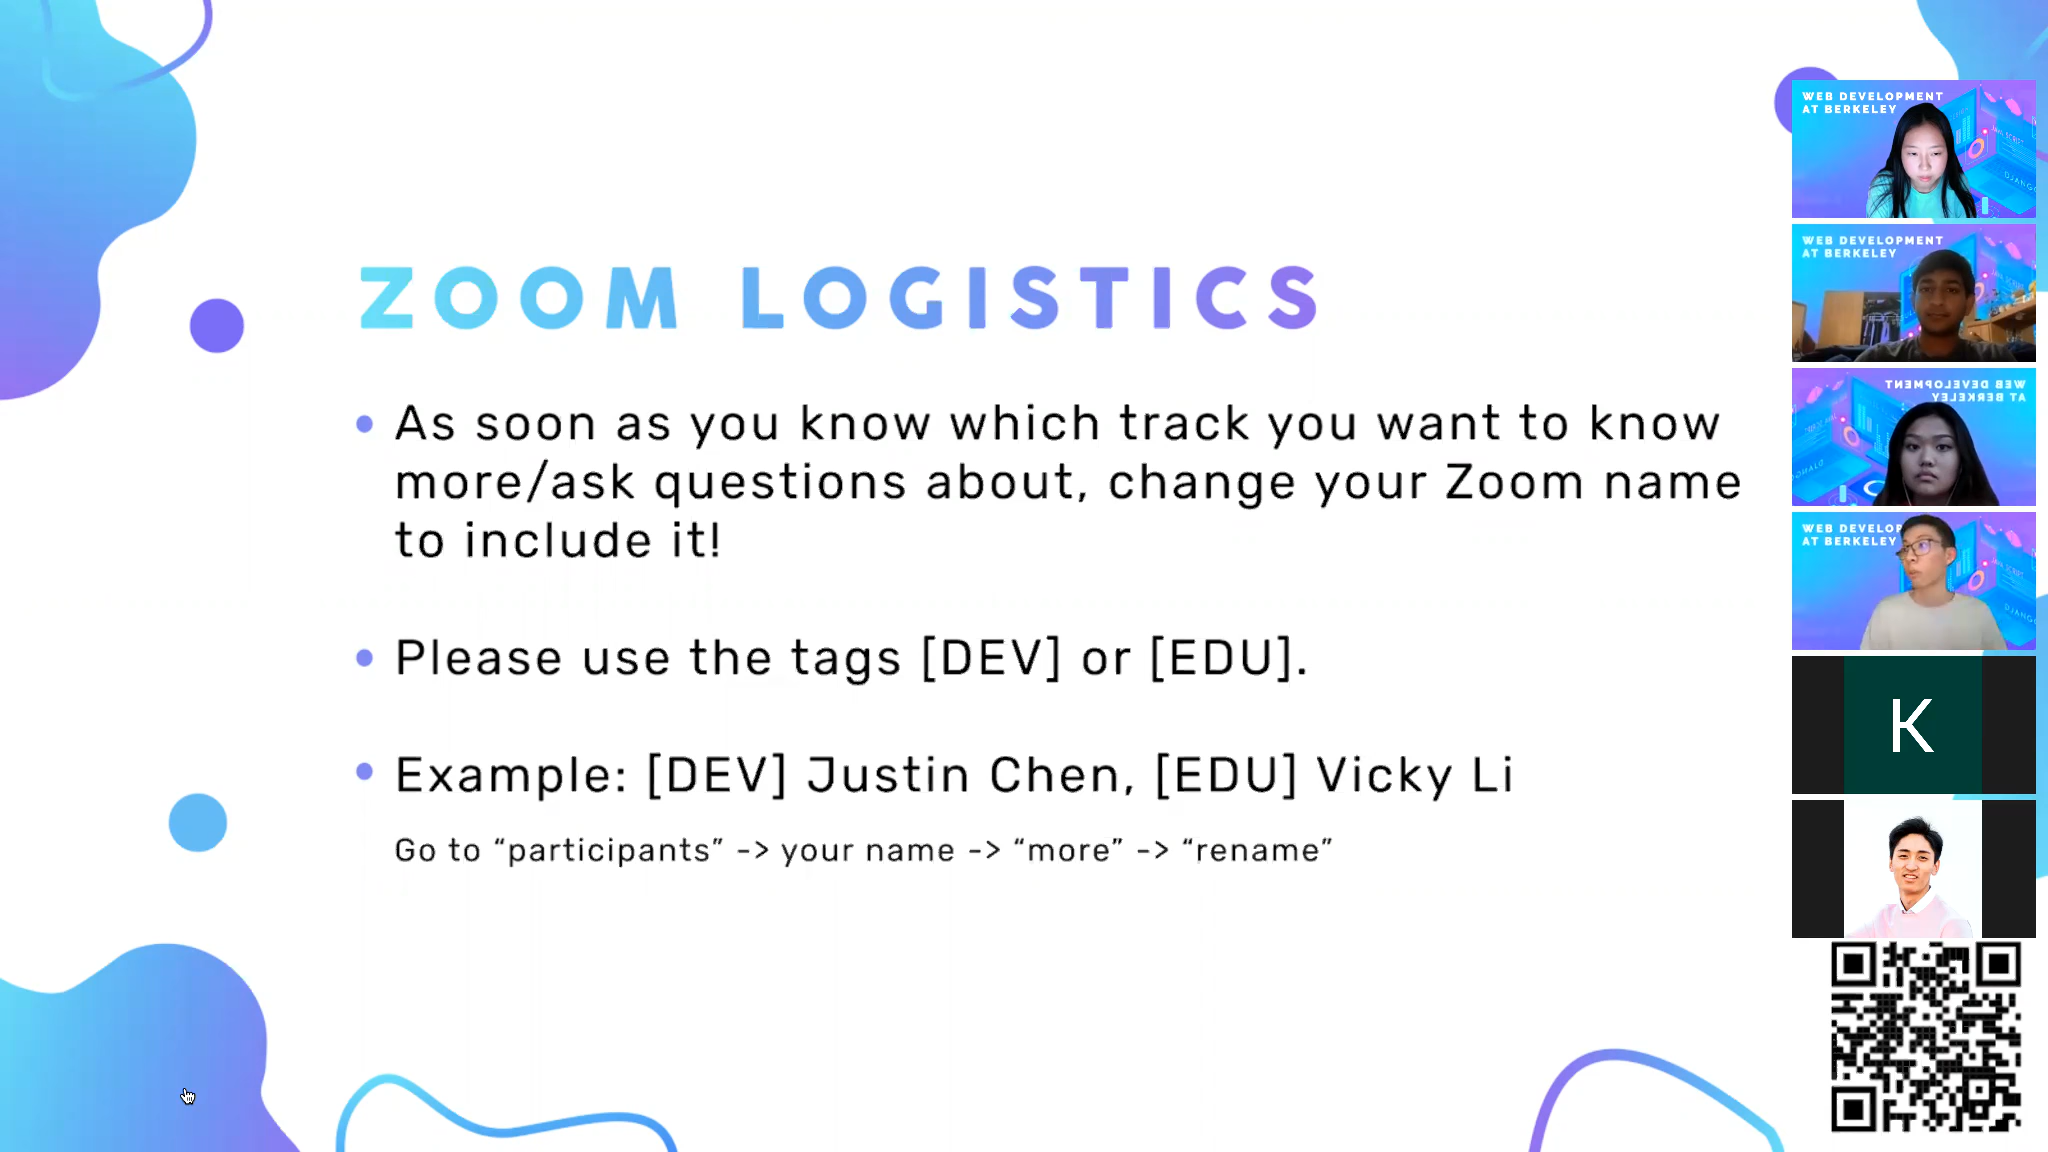 ZOOM LOGISTICS
• As soon as you know which track you want to know
more/ask questions about, change your Zoom name
to include it!
• Please use the tags [DEV] or [EDU].
• Example: [DEV] Justin Chen, [EDU] Vicky Li
Go to “participants” -> your name -> “more” -> “rename”
WEB DEVELOPMENT
AT BERKELEY
DJANGO
WEB DEVELOPMENT
AT BERKELEY
WEB DEVELOPMENT
AT BERKELEY
DJANGO
WEB DEVELOP
AT BERKELEY
K